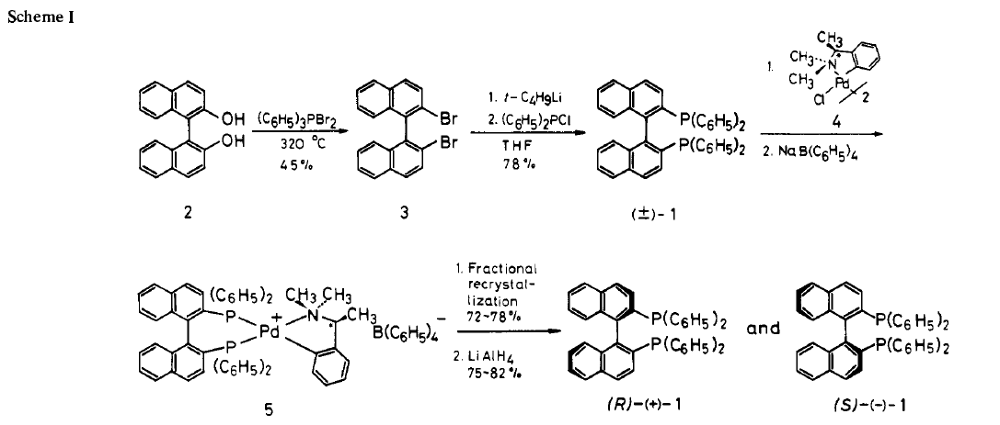 Scheme I
OH
OH
2
(C6H5)3PBr2
320 °C
45%
Br
Br
3
1. t-C4H9Li
2. (C6H5)2PCl
THF
78%
P(C6H5)2
P(C6H5)2
(±)-1
1.
CH3
CH3
CH3
N
Pd
Cl
2
4
2. NaB(C6H5)4
(C6H5)2
P
P
(C6H5)2
Pd
+
CH3
CH3
N
CH3
B(C6H5)4
−
5
1. Fractional
recrystal-
lization
72~78%
2. LiAlH4
75-82%
P(C6H5)2
P(C6H5)2
(R)-(+)-1
and
P(C6H5)2
P(C6H5)2
(S)-(-)-1